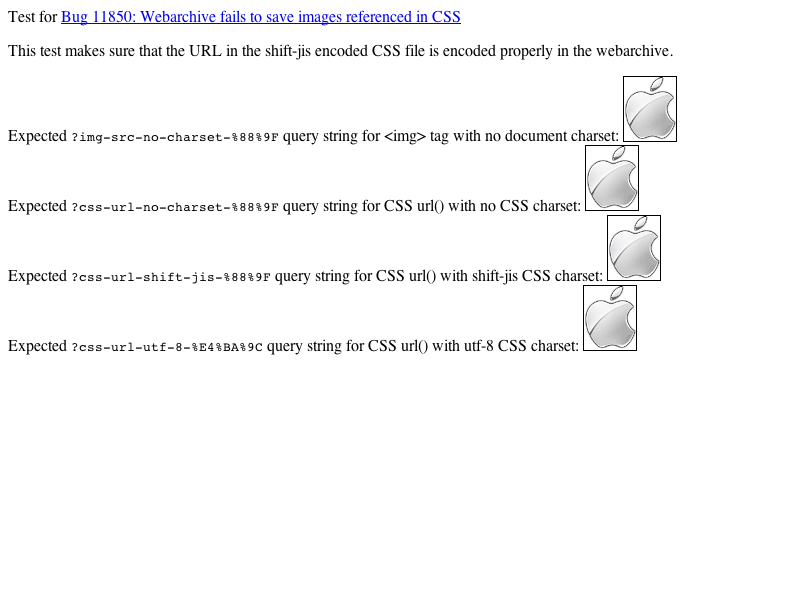 Test for Bug 11850: Webarchive fails to save images referenced in CSS
This test makes sure that the URL in the shift-jis encoded CSS file is encoded properly in the webarchive.
Expected ?img-src-no-charset-%88%9F query string for <img> tag with no document charset:
Expected ?css-url-no-charset-%88%9F query string for CSS url() with no CSS charset:
Expected ?css-url-shift-jis-%88%9F query string for CSS url() with shift-jis CSS charset:
Expected ?css-url-utf-8-%E4%BA%9C query string for CSS url() with utf-8 CSS charset: